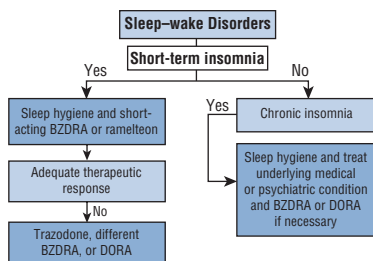 Sleep–wake Disorders
Short-term insomnia
Yes
No
Sleep hygiene and short-
acting BZDRA or ramelteon
Yes
Chronic insomnia
Adequate therapeutic
response
Sleep hygiene and treat
underlying medical
or psychiatric condition
and BZDRA or DORA
if necessary
No
Trazodone, different
BZDRA, or DORA